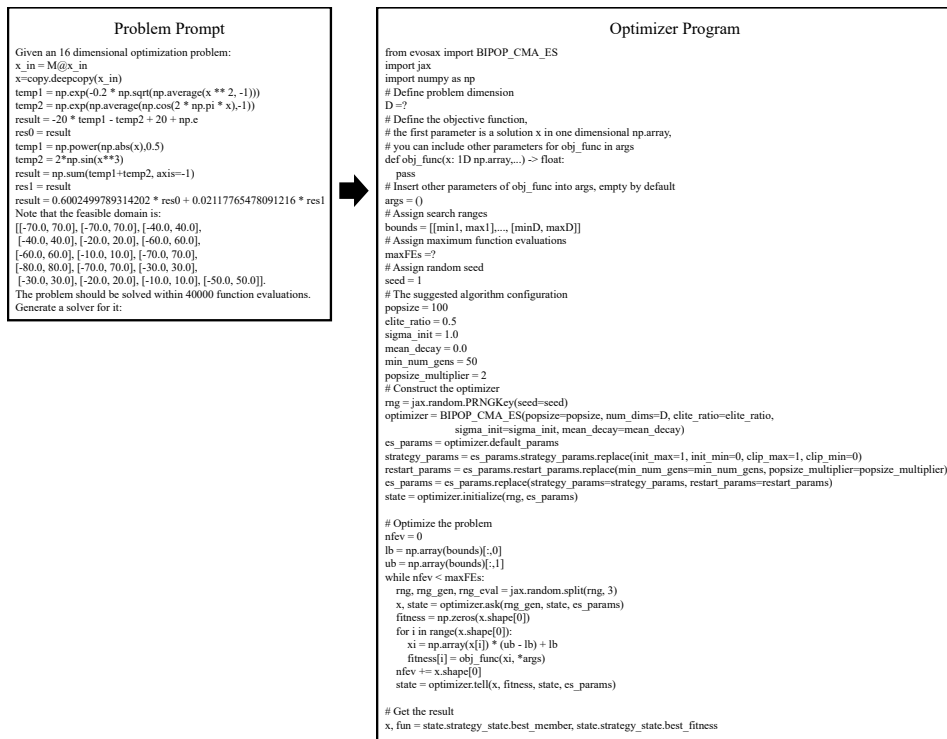 Problem Prompt
Given an 16 dimensional optimization problem:
x_in = M@x_in
x=copy.deepcopy(x_in)
temp1 = np.exp(-0.2 * np.sqrt(np.average(x ** 2, -1)))
temp2 = np.exp(np.average(np.cos(2 * np.pi * x),-1))
result = -20 * temp1 - temp2 + 20 + np.e
res0 = result
temp1 = np.power(np.abs(x),0.5)
temp2 = 2*np.sin(x**3)
result = np.sum(temp1+temp2, axis=-1)
res1 = result
result = 0.6002499789314202 * res0 + 0.02117765478091216 * res1
Note that the feasible domain is:
[[-70.0, 70.0], [-70.0, 70.0], [-40.0, 40.0],
[-40.0, 40.0], [-20.0, 20.0], [-60.0, 60.0],
[-60.0, 60.0], [-10.0, 10.0], [-70.0, 70.0],
[-80.0, 80.0], [-70.0, 70.0], [-30.0, 30.0],
[-30.0, 30.0], [-20.0, 20.0], [-10.0, 10.0], [-50.0, 50.0]].
The problem should be solved within 40000 function evaluations.
Generate a solver for it:
Optimizer Program
from evosax import BIPOP_CMA_ES
import jax
import numpy as np
# Define problem dimension
D =?
# Define the objective function,
# the first parameter is a solution x in one dimensional np.array,
# you can include other parameters for obj_func in args
def obj_func(x: 1D np.array,...) -> float:
pass
# Insert other parameters of obj_func into args, empty by default
args = ()
# Assign search ranges
bounds = [[min1, max1],..., [minD, maxD]]
# Assign maximum function evaluations
maxFEs =?
# Assign random seed
seed = 1
# The suggested algorithm configuration
popsize = 100
elite_ratio = 0.5
sigma_init = 1.0
mean_decay = 0.0
min_num_gens = 50
popsize_multiplier = 2
# Construct the optimizer
rng = jax.random.PRNGKey(seed=seed)
optimizer = BIPOP_CMA_ES(popsize=popsize, num_dims=D, elite_ratio=elite_ratio,
sigma_init=sigma_init, mean_decay=mean_decay)
es_params = optimizer.default_params
strategy_params = es_params.strategy_params.replace(init_max=1, init_min=0, clip_max=1, clip_min=0)
restart_params = es_params.restart_params.replace(min_num_gens=min_num_gens, popsize_multiplier=popsize_multiplier)
es_params = es_params.replace(strategy_params=strategy_params, restart_params=restart_params)
state = optimizer.initialize(rng, es_params)
# Optimize the problem
nfev = 0
lb = np.array(bounds)[:,0]
ub = np.array(bounds)[:,1]
while nfev < maxFEs:
rng, rng_gen, rng_eval = jax.random.split(rng, 3)
x, state = optimizer.ask(rng_gen, state, es_params)
fitness = np.zeros(x.shape[0])
for i in range(x.shape[0]):
xi = np.array(x[i]) * (ub - lb) + lb
fitness[i] = obj_func(xi, *args)
nfev += x.shape[0]
state = optimizer.tell(x, fitness, state, es_params)
# Get the result
x, fun = state.strategy_state.best_member, state.strategy_state.best_fitness